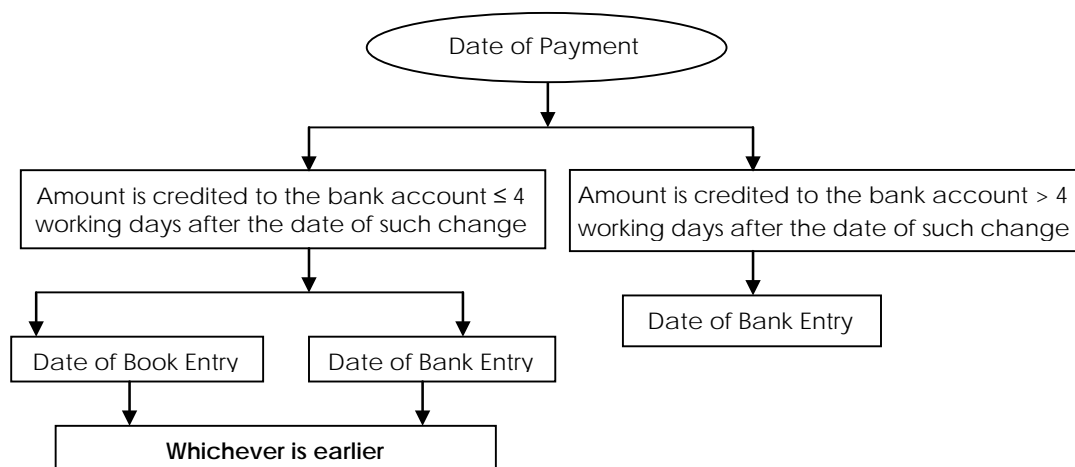 Date of Payment
Amount is credited to the bank account ≤ 4
working days after the date of such change
Amount is credited to the bank account > 4
working days after the date of such change
Date of Bank Entry
Date of Book Entry
Date of Bank Entry
Whichever is earlier